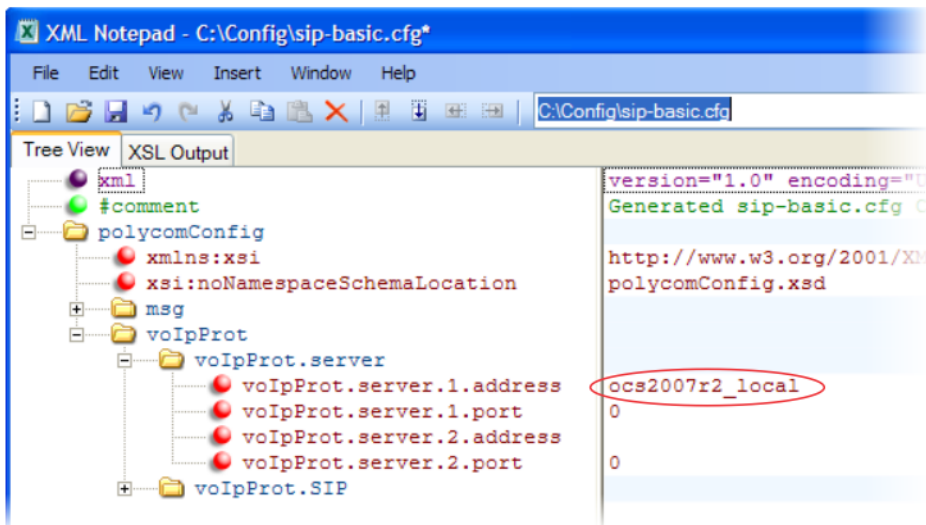 XML Notepad - C:\Config\sip-basic.cfg*
File Edit View Insert Window Help
C:\Config\sip-basic.cfg
Tree View XSL Output
xml version="1.0" encoding="U
#comment Generated sip-basic.cfg C
polycomConfig
xmlns:xsi http://www.w3.org/2001/XM
xsi:noNamespaceSchemaLocation polycomConfig.xsd
msg
voIpProt
voIpProt.server
voIpProt.server.1.address ocs2007r2_local
voIpProt.server.1.port 0
voIpProt.server.2.address
voIpProt.server.2.port 0
voIpProt.SIP